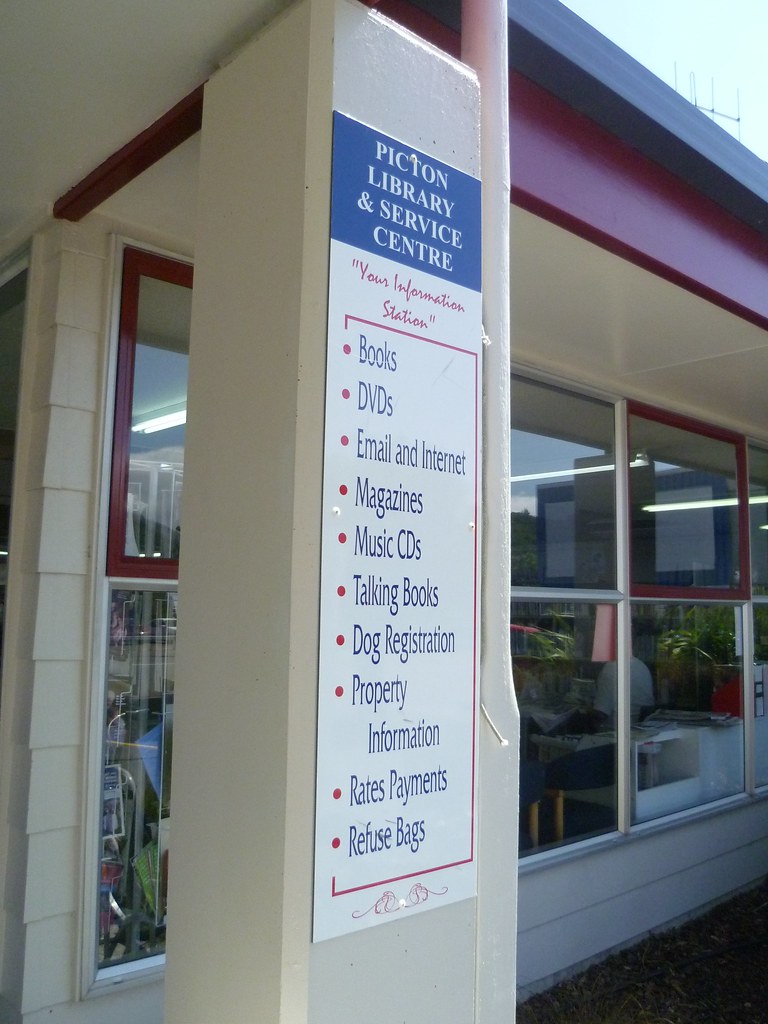 PICTON
LIBRARY
& SERVICE
CENTRE
"Your Information
Station"
• Books
• DVDs
• Email and Internet
• Magazines
• Music CDs
• Talking Books
• Dog Registration
• Property
Information
• Rates Payments
• Refuse Bags